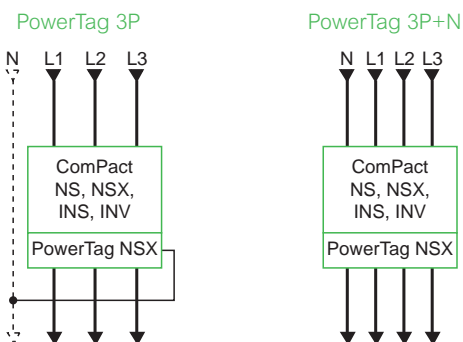 PowerTag 3P
N L1 L2 L3
ComPact
NS, NSX,
INS, INV
PowerTag NSX
PowerTag 3P+N
N L1 L2 L3
ComPact
NS, NSX,
INS, INV
PowerTag NSX